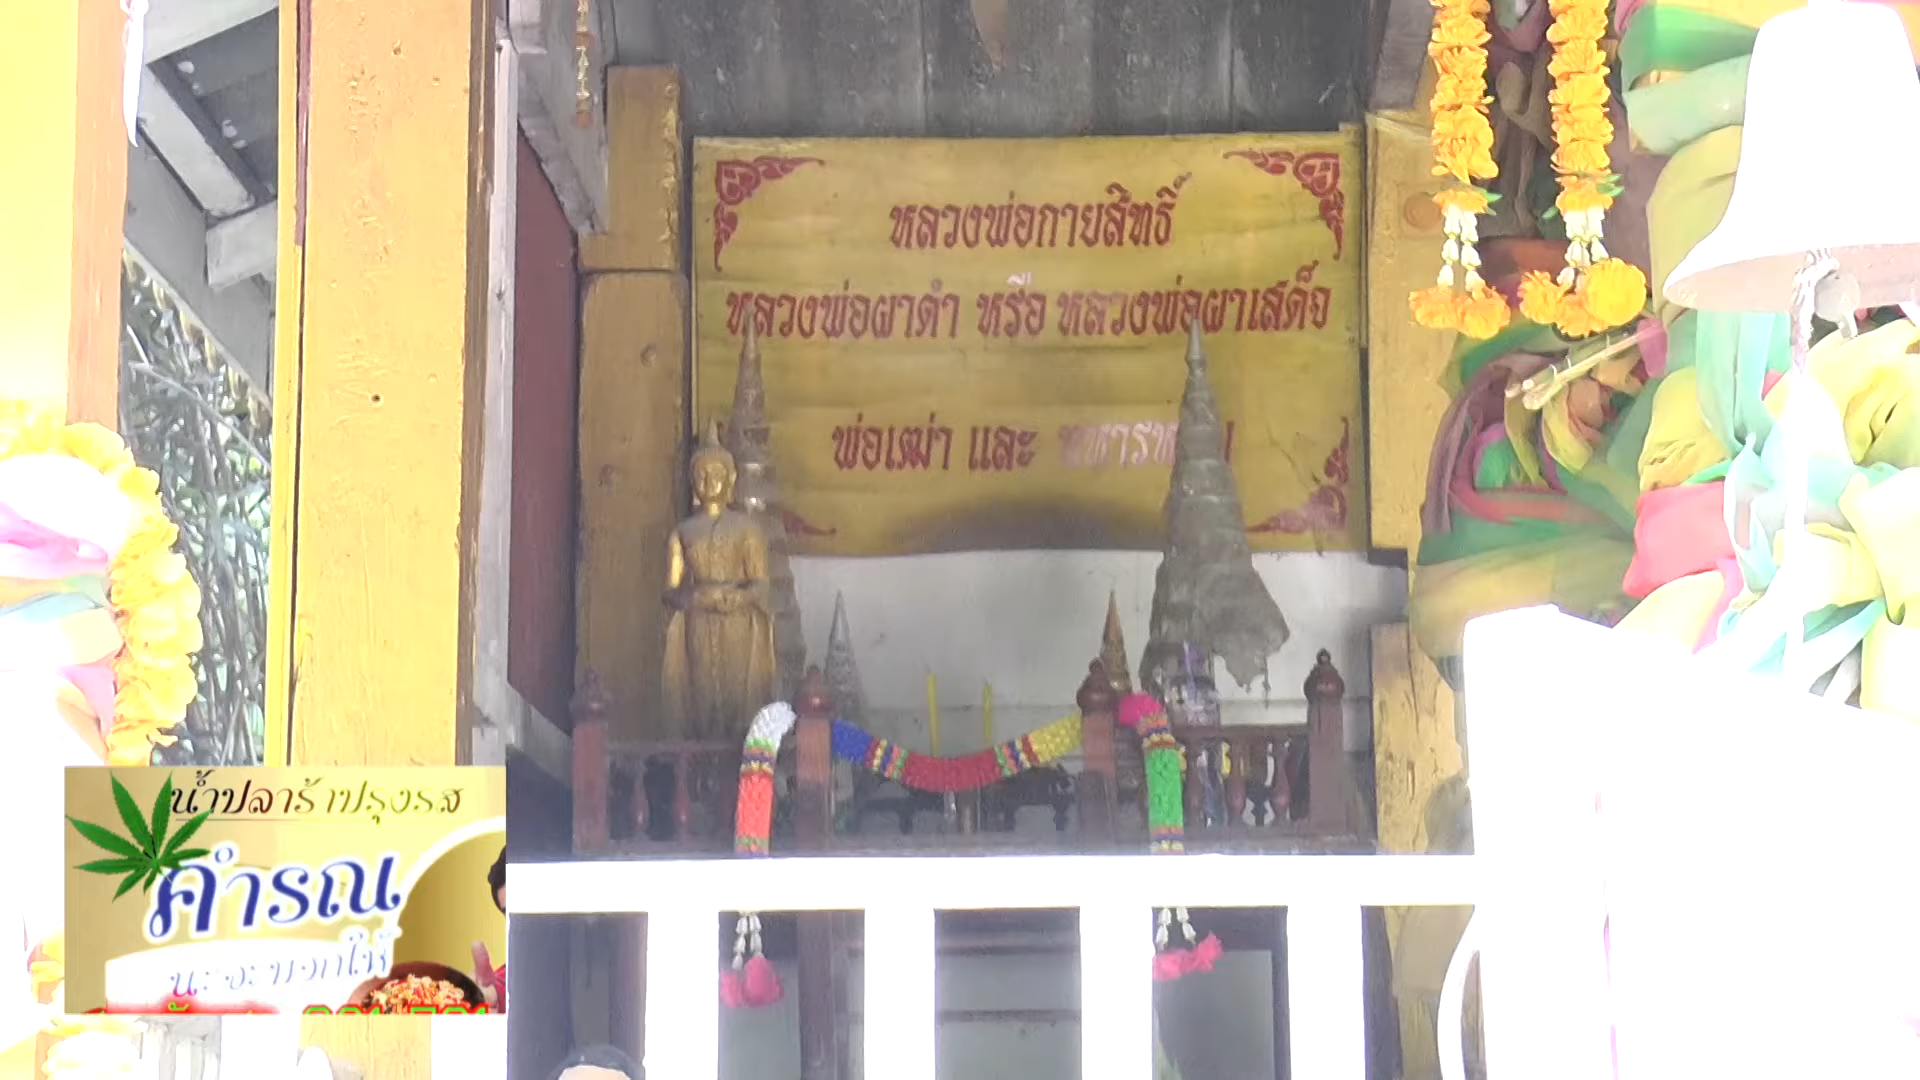 หลวงพ่อกายสิทธิ์
หลวงพ่อผาดำ หรือ หลวงพ่อผาเสด็จ
พ่อเฒ่า และ
น้ำปลาร้าปรุงรส
คำรณ